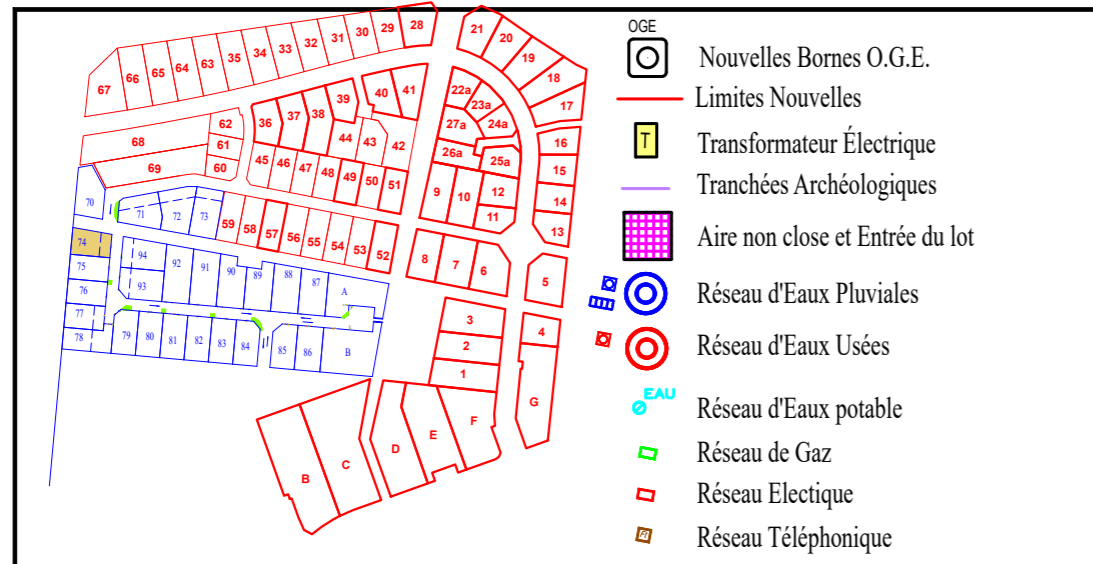 67 66 65 64 63 35 34 33 32 31 30 29 28
21 20 19 18 17
36 37 38 39 40 41
22a 23a 24a
27a
26a 25a
62
61
60
68
69
44 43 42
45 46 47 48 49 50 51
16
15
14
13
9 10 12
11
70 71 72 73 59 58 57 56 55 54 53 52
8 7 6 5
74
75
76
77
78
94
93
92 91 90 89 88 87 A
79 80 81 82 83 84 85 86 B
3
2
1
4
G
B C D E F
OGE
Nouvelles Bornes O.G.E.
Limites Nouvelles
T
Transformateur Électrique
Tranchées Archéologiques
Aire non close et Entrée du lot
Réseau d'Eaux Pluviales
Réseau d'Eaux Usées
EAU
Réseau d'Eaux potable
Réseau de Gaz
Réseau Electique
Réseau Téléphonique